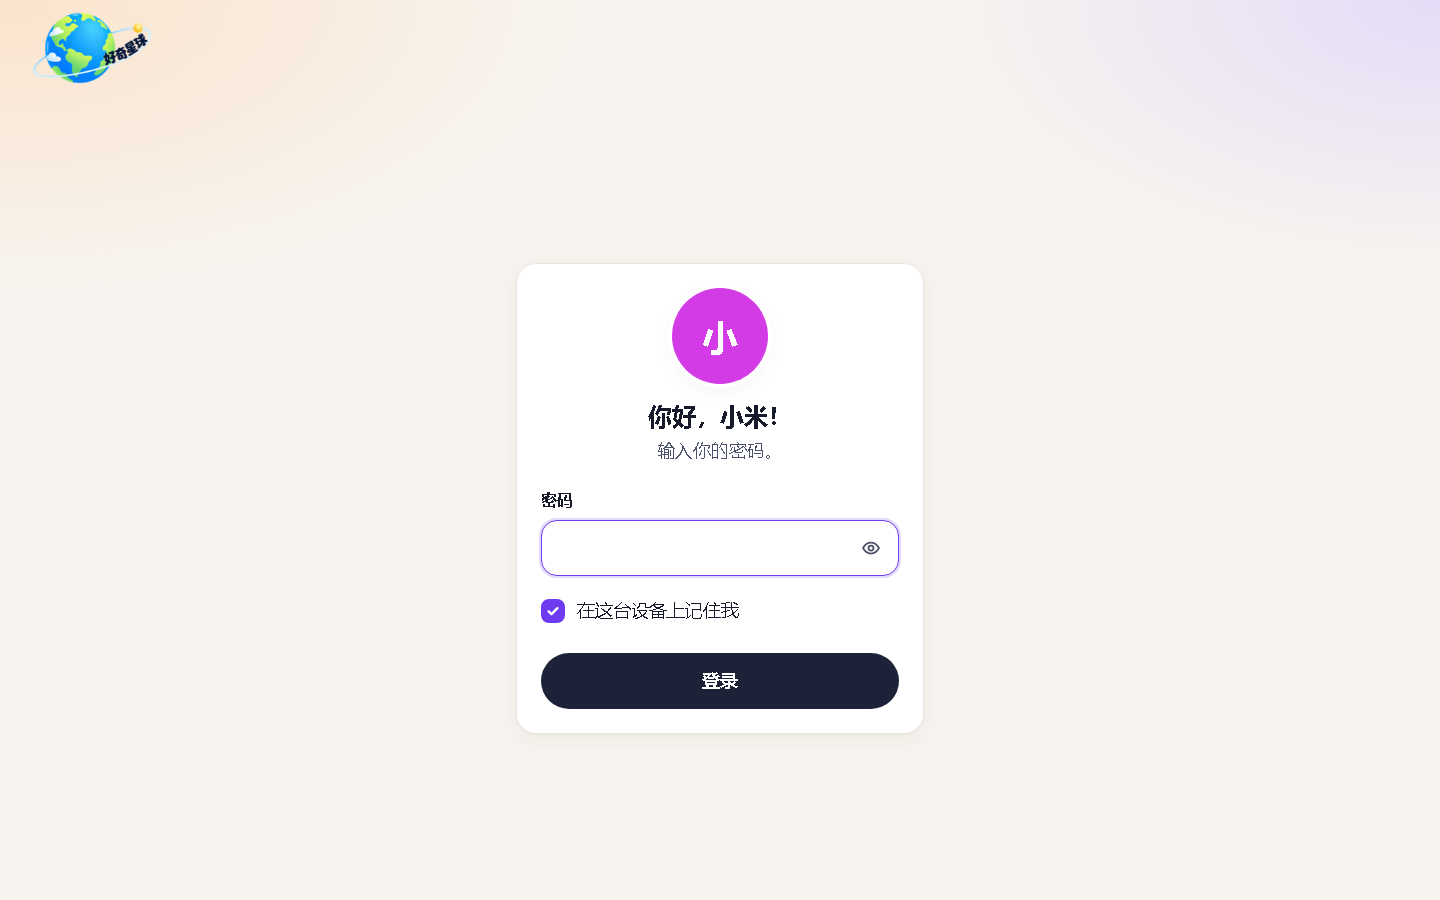 好奇星球
小
你好，小米！
输入你的密码。
密码
在这台设备上记住我
登录